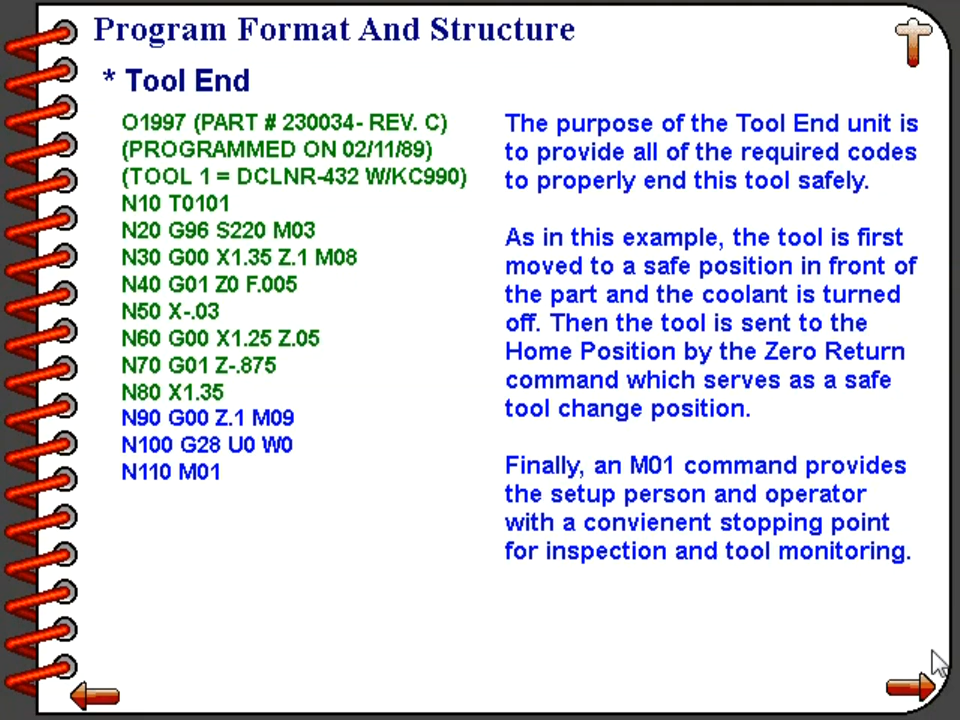 Program Format And Structure
* Tool End
O1997 (PART # 230034- REV. C)
(PROGRAMMED ON 02/11/89)
(TOOL 1 = DCLNR-432 W/KC990)
N10 T0101
N20 G96 S220 M03
N30 G00 X1.35 Z.1 M08
N40 G01 Z0 F.005
N50 X-.03
N60 G00 X1.25 Z.05
N70 G01 Z-.875
N80 X1.35
N90 G00 Z.1 M09
N100 G28 U0 W0
N110 M01
The purpose of the Tool End unit is
to provide all of the required codes
to properly end this tool safely.
As in this example, the tool is first
moved to a safe position in front of
the part and the coolant is turned
off. Then the tool is sent to the
Home Position by the Zero Return
command which serves as a safe
tool change position.
Finally, an M01 command provides
the setup person and operator
with a convienent stopping point
for inspection and tool monitoring.